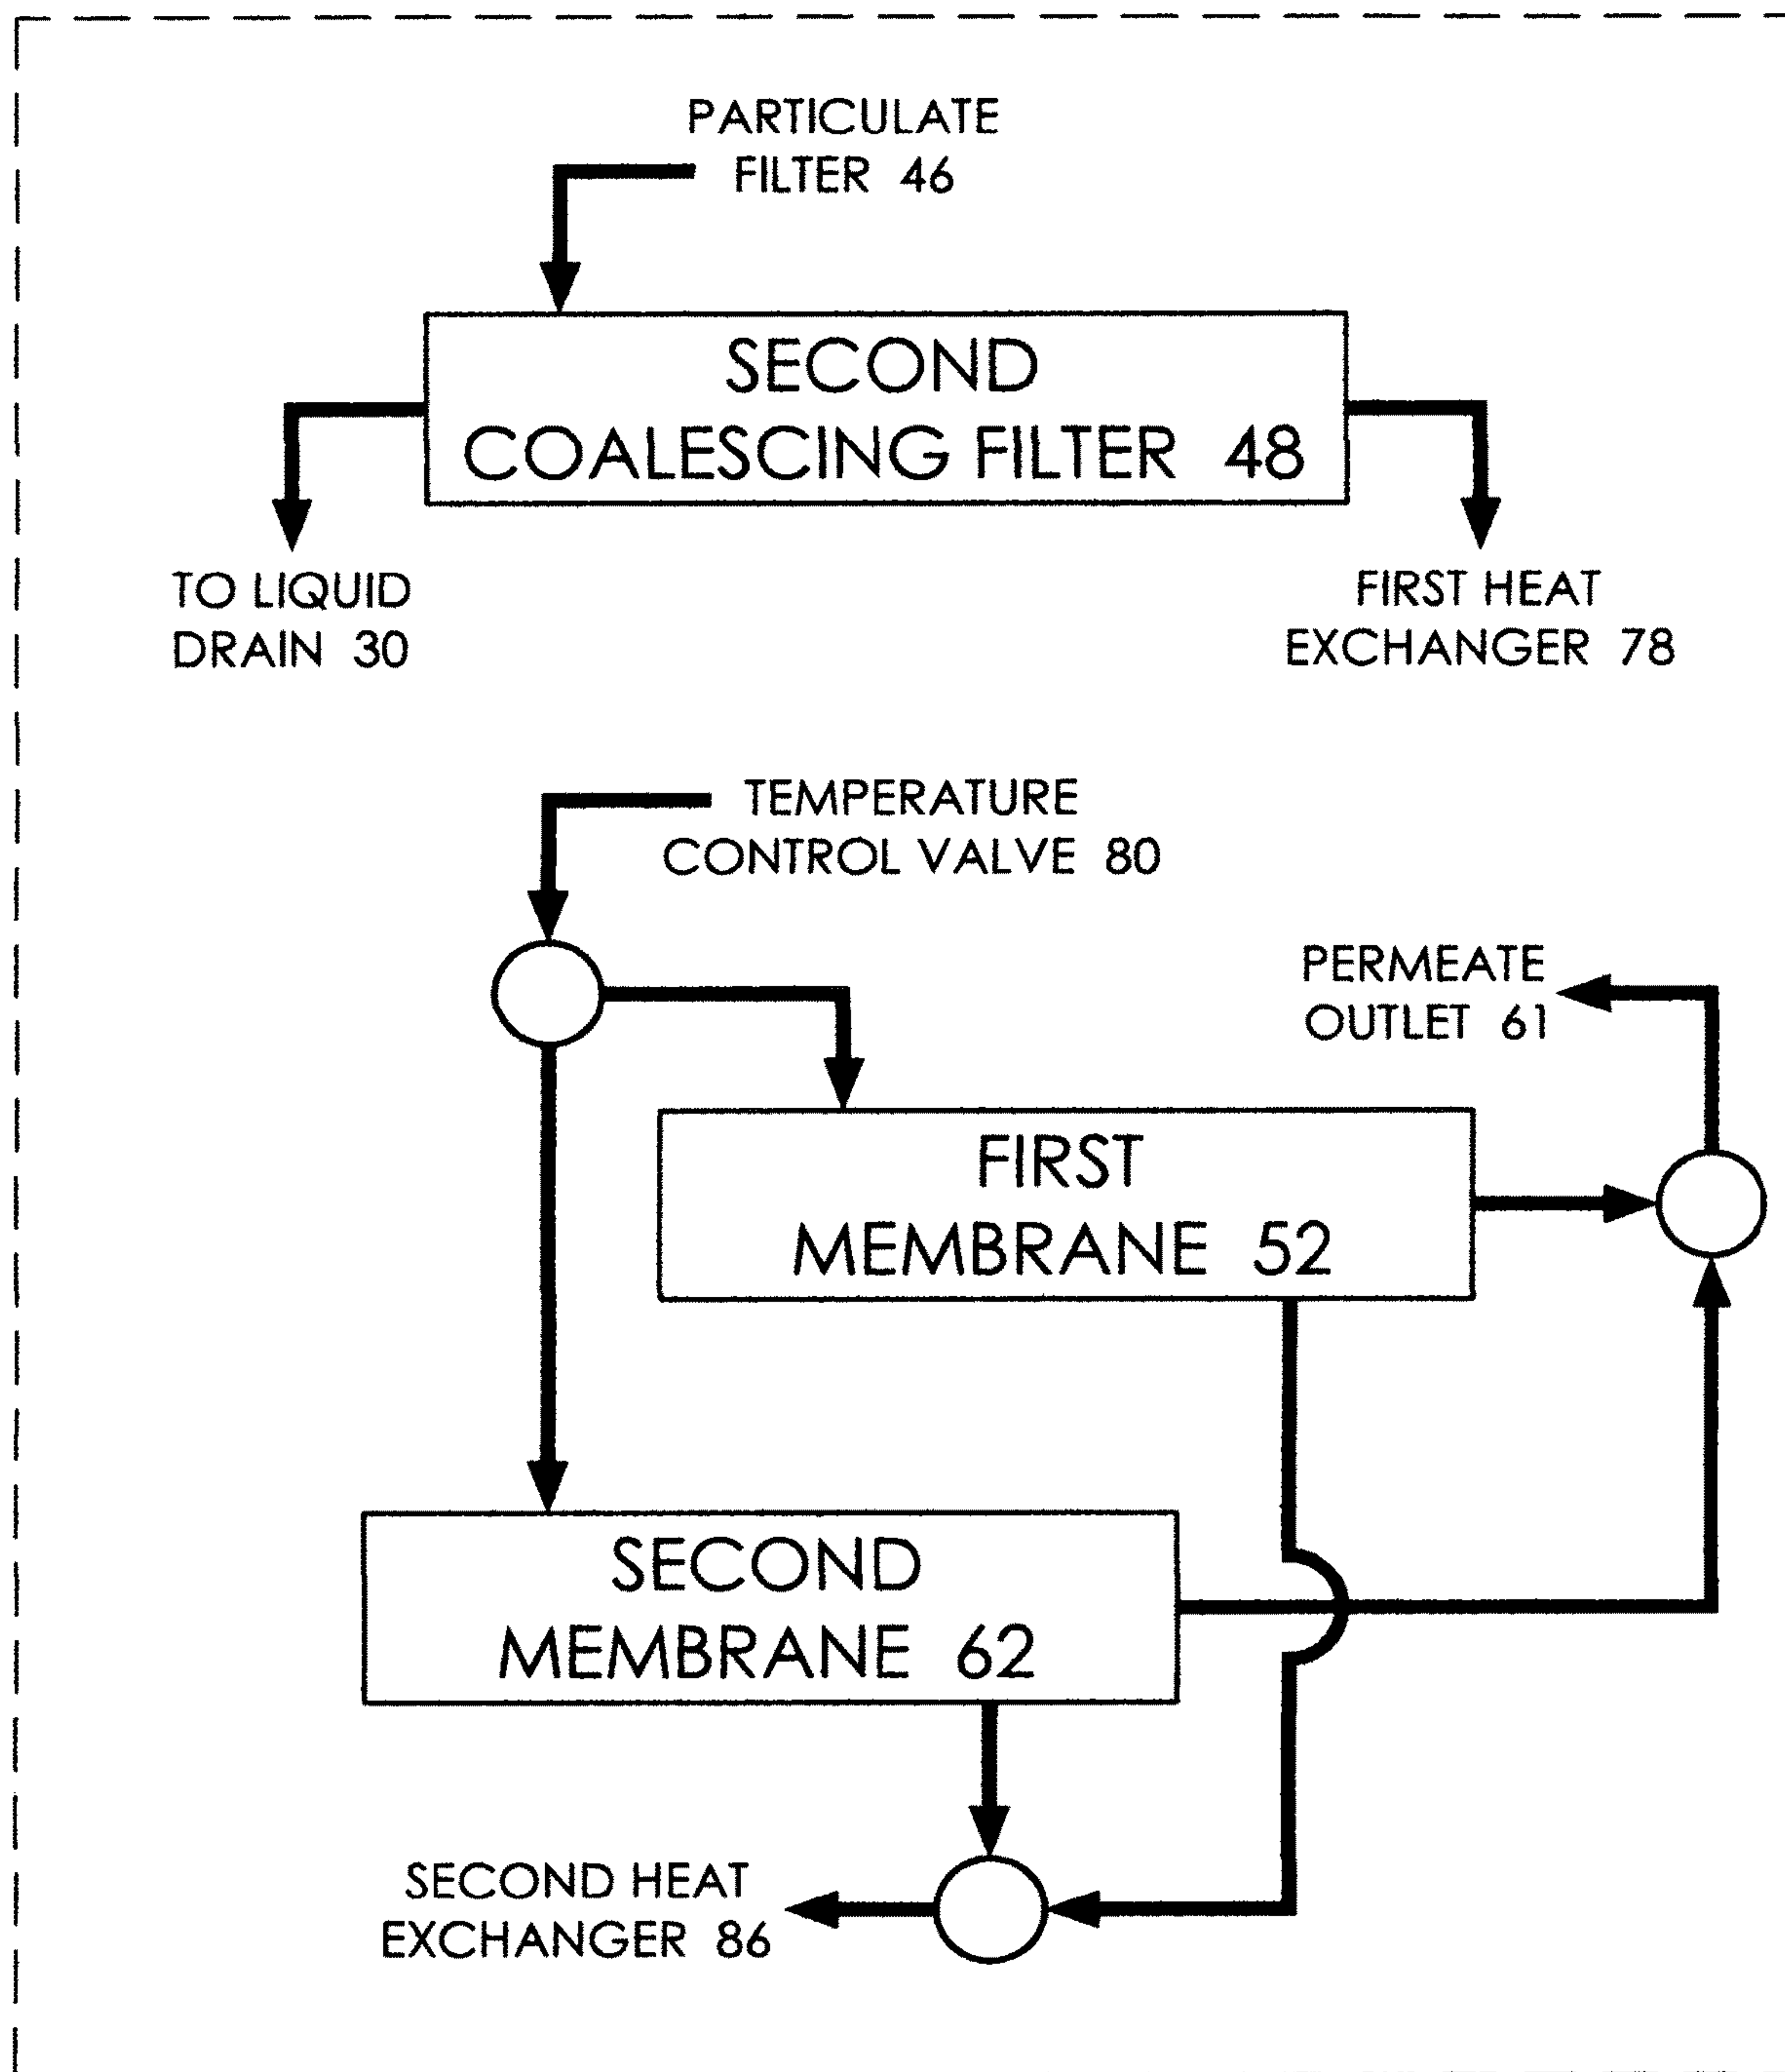 PARTICULATE
FILTER 46
SECOND
COALESCING FILTER 48
TO LIQUID
DRAIN 30
FIRST HEAT
EXCHANGER 78
TEMPERATURE
CONTROL VALVE 80
PERMEATE
OUTLET 61
FIRST
MEMBRANE 52
SECOND
MEMBRANE 62
SECOND HEAT
EXCHANGER 86